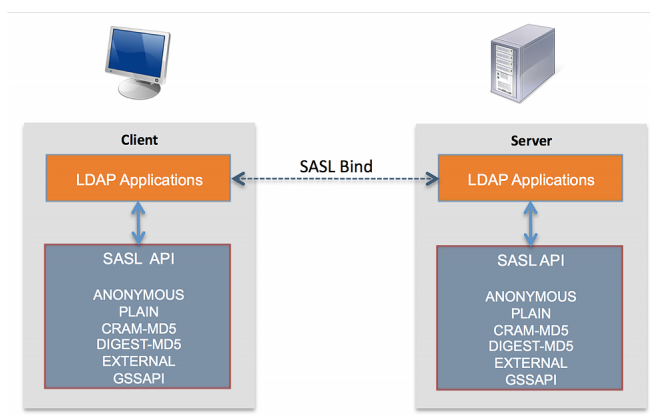 Client
Server
SASL Bind
LDAP Applications
LDAP Applications
SASL API
ANONYMOUS
PLAIN
CRAM-MD5
DIGEST-MD5
EXTERNAL
GSSAPI
SASL API
ANONYMOUS
PLAIN
CRAM-MD5
DIGEST-MD5
EXTERNAL
GSSAPI